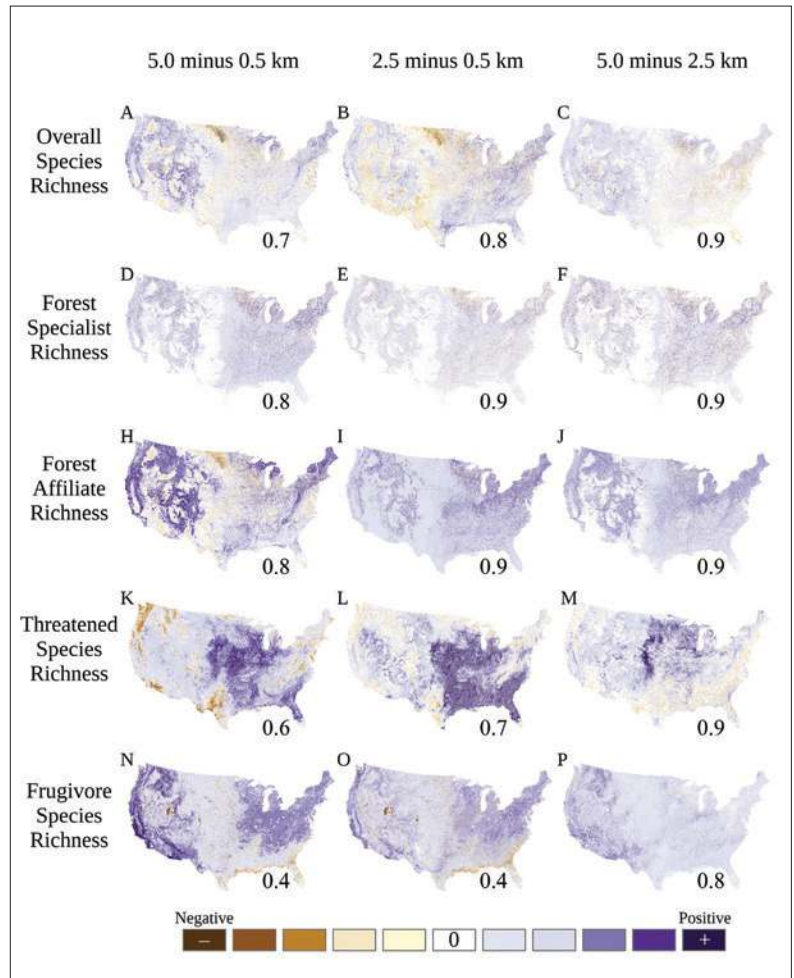 5.0 minus 0.5 km 2.5 minus 0.5 km 5.0 minus 2.5 km
A B C
Overall
Species
Richness
0.7 0.8 0.9
D E F
Forest
Specialist
Richness
0.8 0.9 0.9
H I J
Forest
Affiliate
Richness
0.8 0.9 0.9
K L M
Threatened
Species
Richness
0.6 0.7 0.9
N O P
Frugivore
Species
Richness
0.4 0.4 0.8
Negative Positive
– 0 +